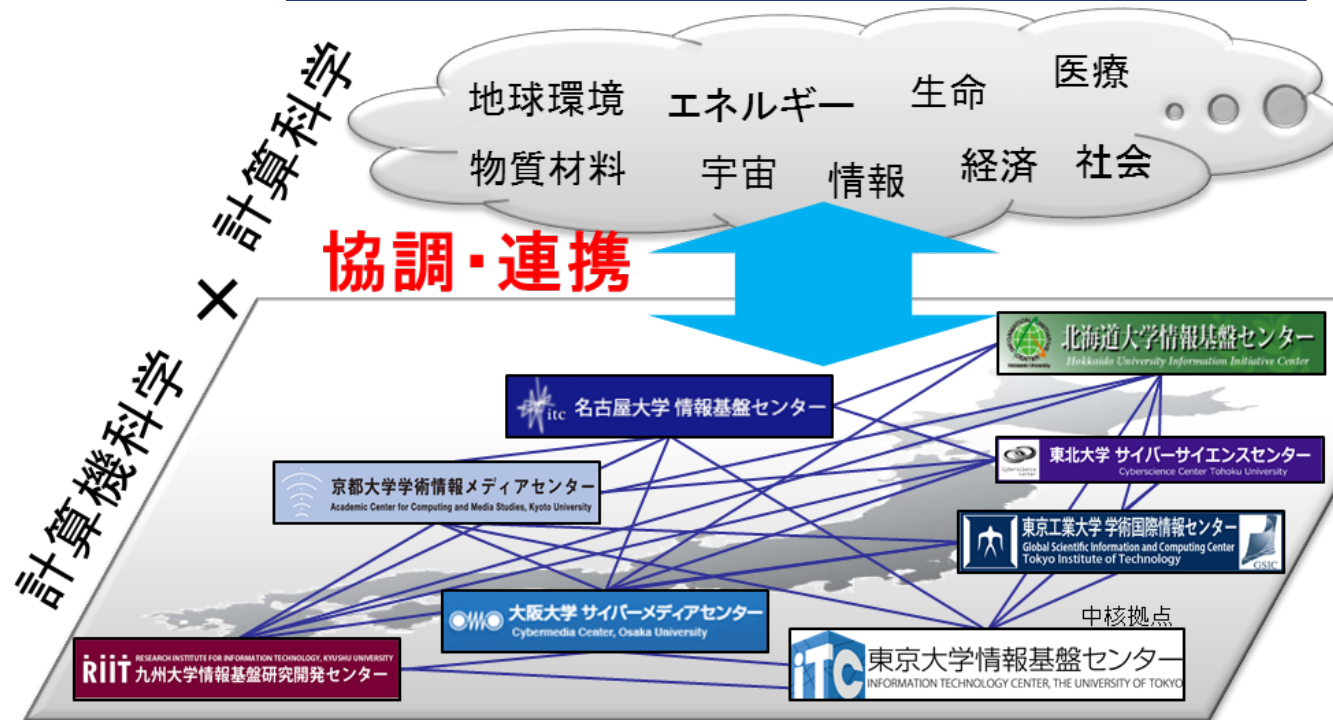 計算機科学 × 計算科学
地球環境 エネルギー 生命 医療
物質材料 宇宙 情報 経済 社会
協調・連携
北海道大学情報基盤センター
Hokkaido University Information Initiative Center
itc 名古屋大学 情報基盤センター
Cyberscience Center
東北大学 サイバーサイエンスセンター
Cyberscience Center Tohoku University
京都大学学術情報メディアセンター
Academic Center for Computing and Media Studies, Kyoto University
東京工業大学 学術国際情報センター
Global Scientific Information and Computing Center
Tokyo Institute of Technology
GSIC
大阪大学 サイバーメディアセンター
Cybermedia Center, Osaka University
中核拠点
iTC 東京大学情報基盤センター
INFORMATION TECHNOLOGY CENTER, THE UNIVERSITY OF TOKYO
RIIT RESEARCH INSTITUTE FOR INFORMATION TECHNOLOGY, KYUSHU UNIVERSITY
九州大学情報基盤研究開発センター